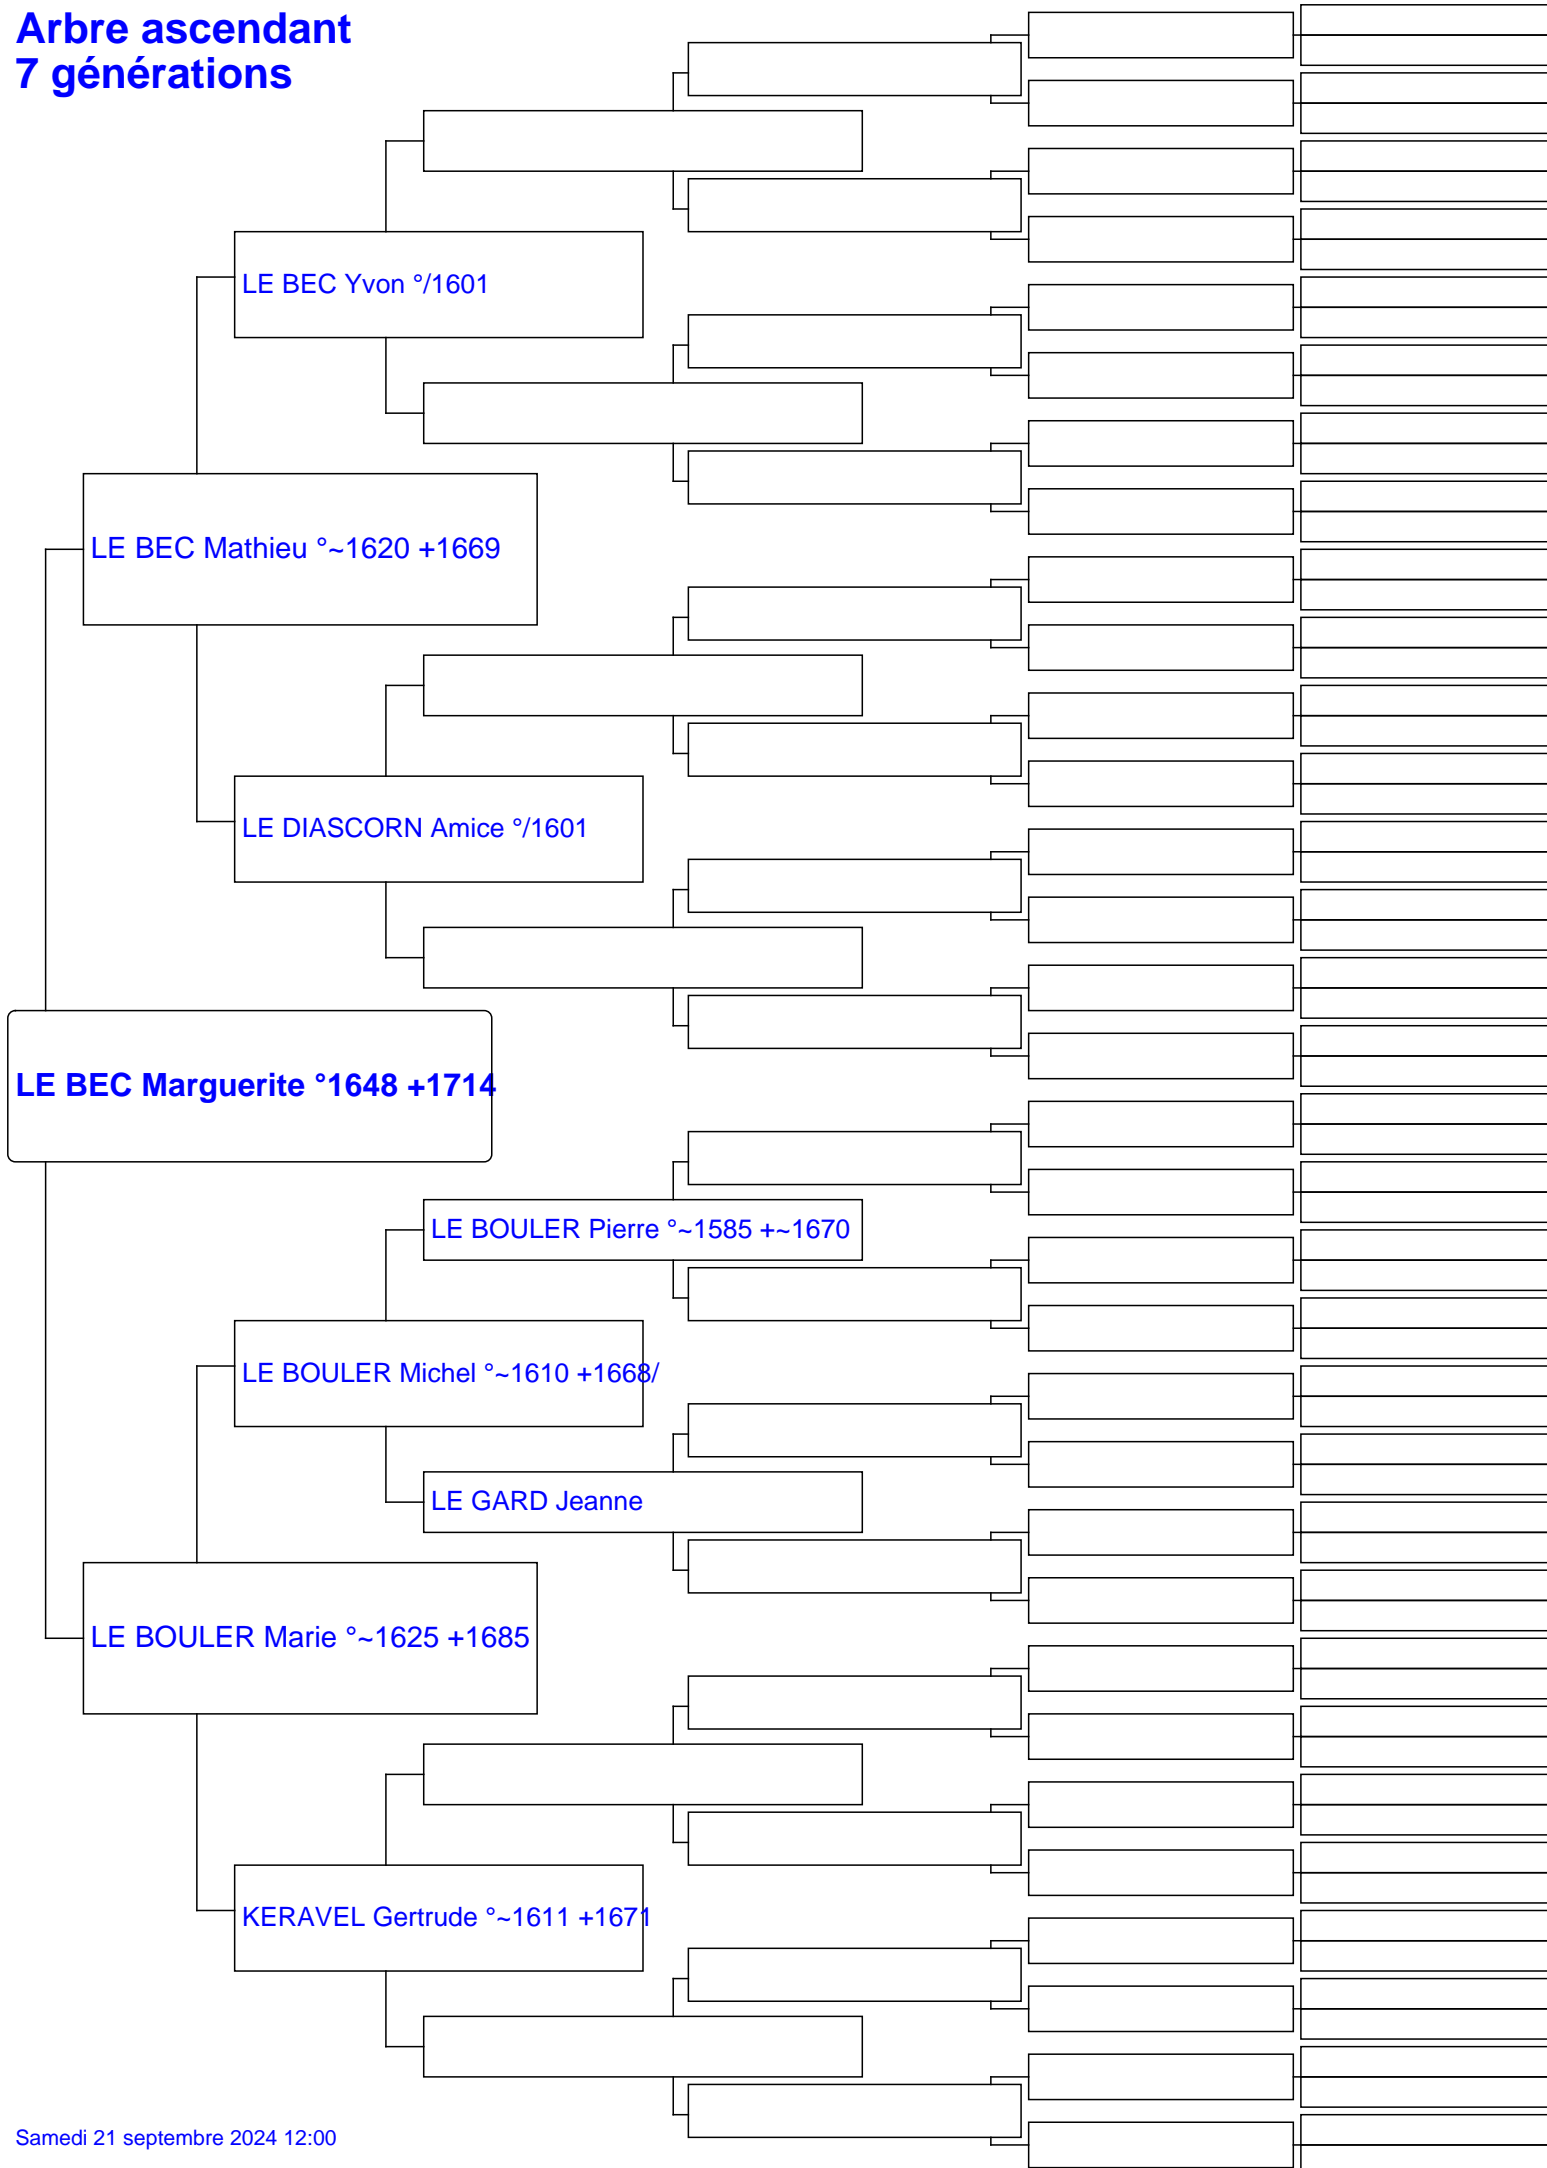 Arbre ascendant
7 générations
LE BEC Yvon °/1601
LE BEC Mathieu °~1620 +1669
LE DIASCORN Amice °/1601
LE BEC Marguerite °1648 +1714
LE BOULER Pierre °~1585 +~1670
LE BOULER Michel °~1610 +1668/
LE GARD Jeanne
LE BOULER Marie °~1625 +1685
KERAVEL Gertrude °~1611 +1671
Samedi 21 septembre 2024 12:00